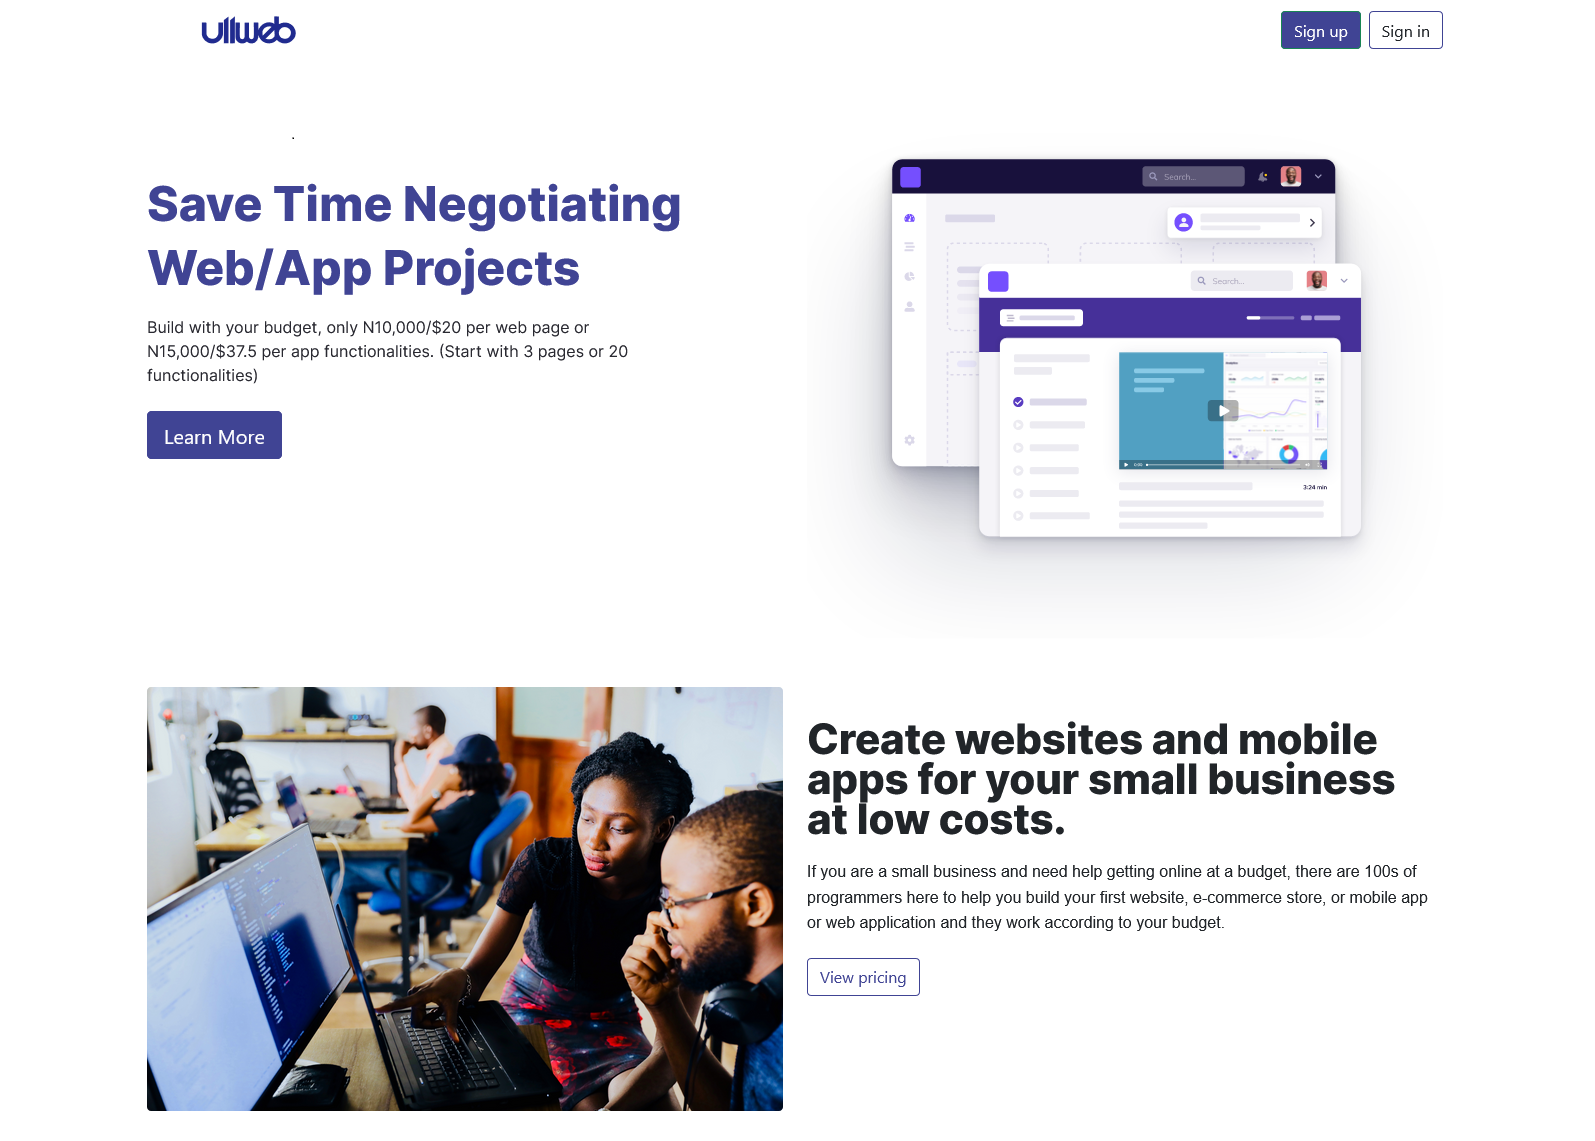 ullweb
Sign up
Sign in
.
Save Time Negotiating
Web/App Projects
Build with your budget, only N10,000/$20 per web page or
N15,000/$37.5 per app functionalities. (Start with 3 pages or 20
functionalities)
Learn More
Search...
Search...
0:00
3:24 min
Create websites and mobile
apps for your small business
at low costs.
If you are a small business and need help getting online at a budget, there are 100s of
programmers here to help you build your first website, e-commerce store, or mobile app
or web application and they work according to your budget.
View pricing